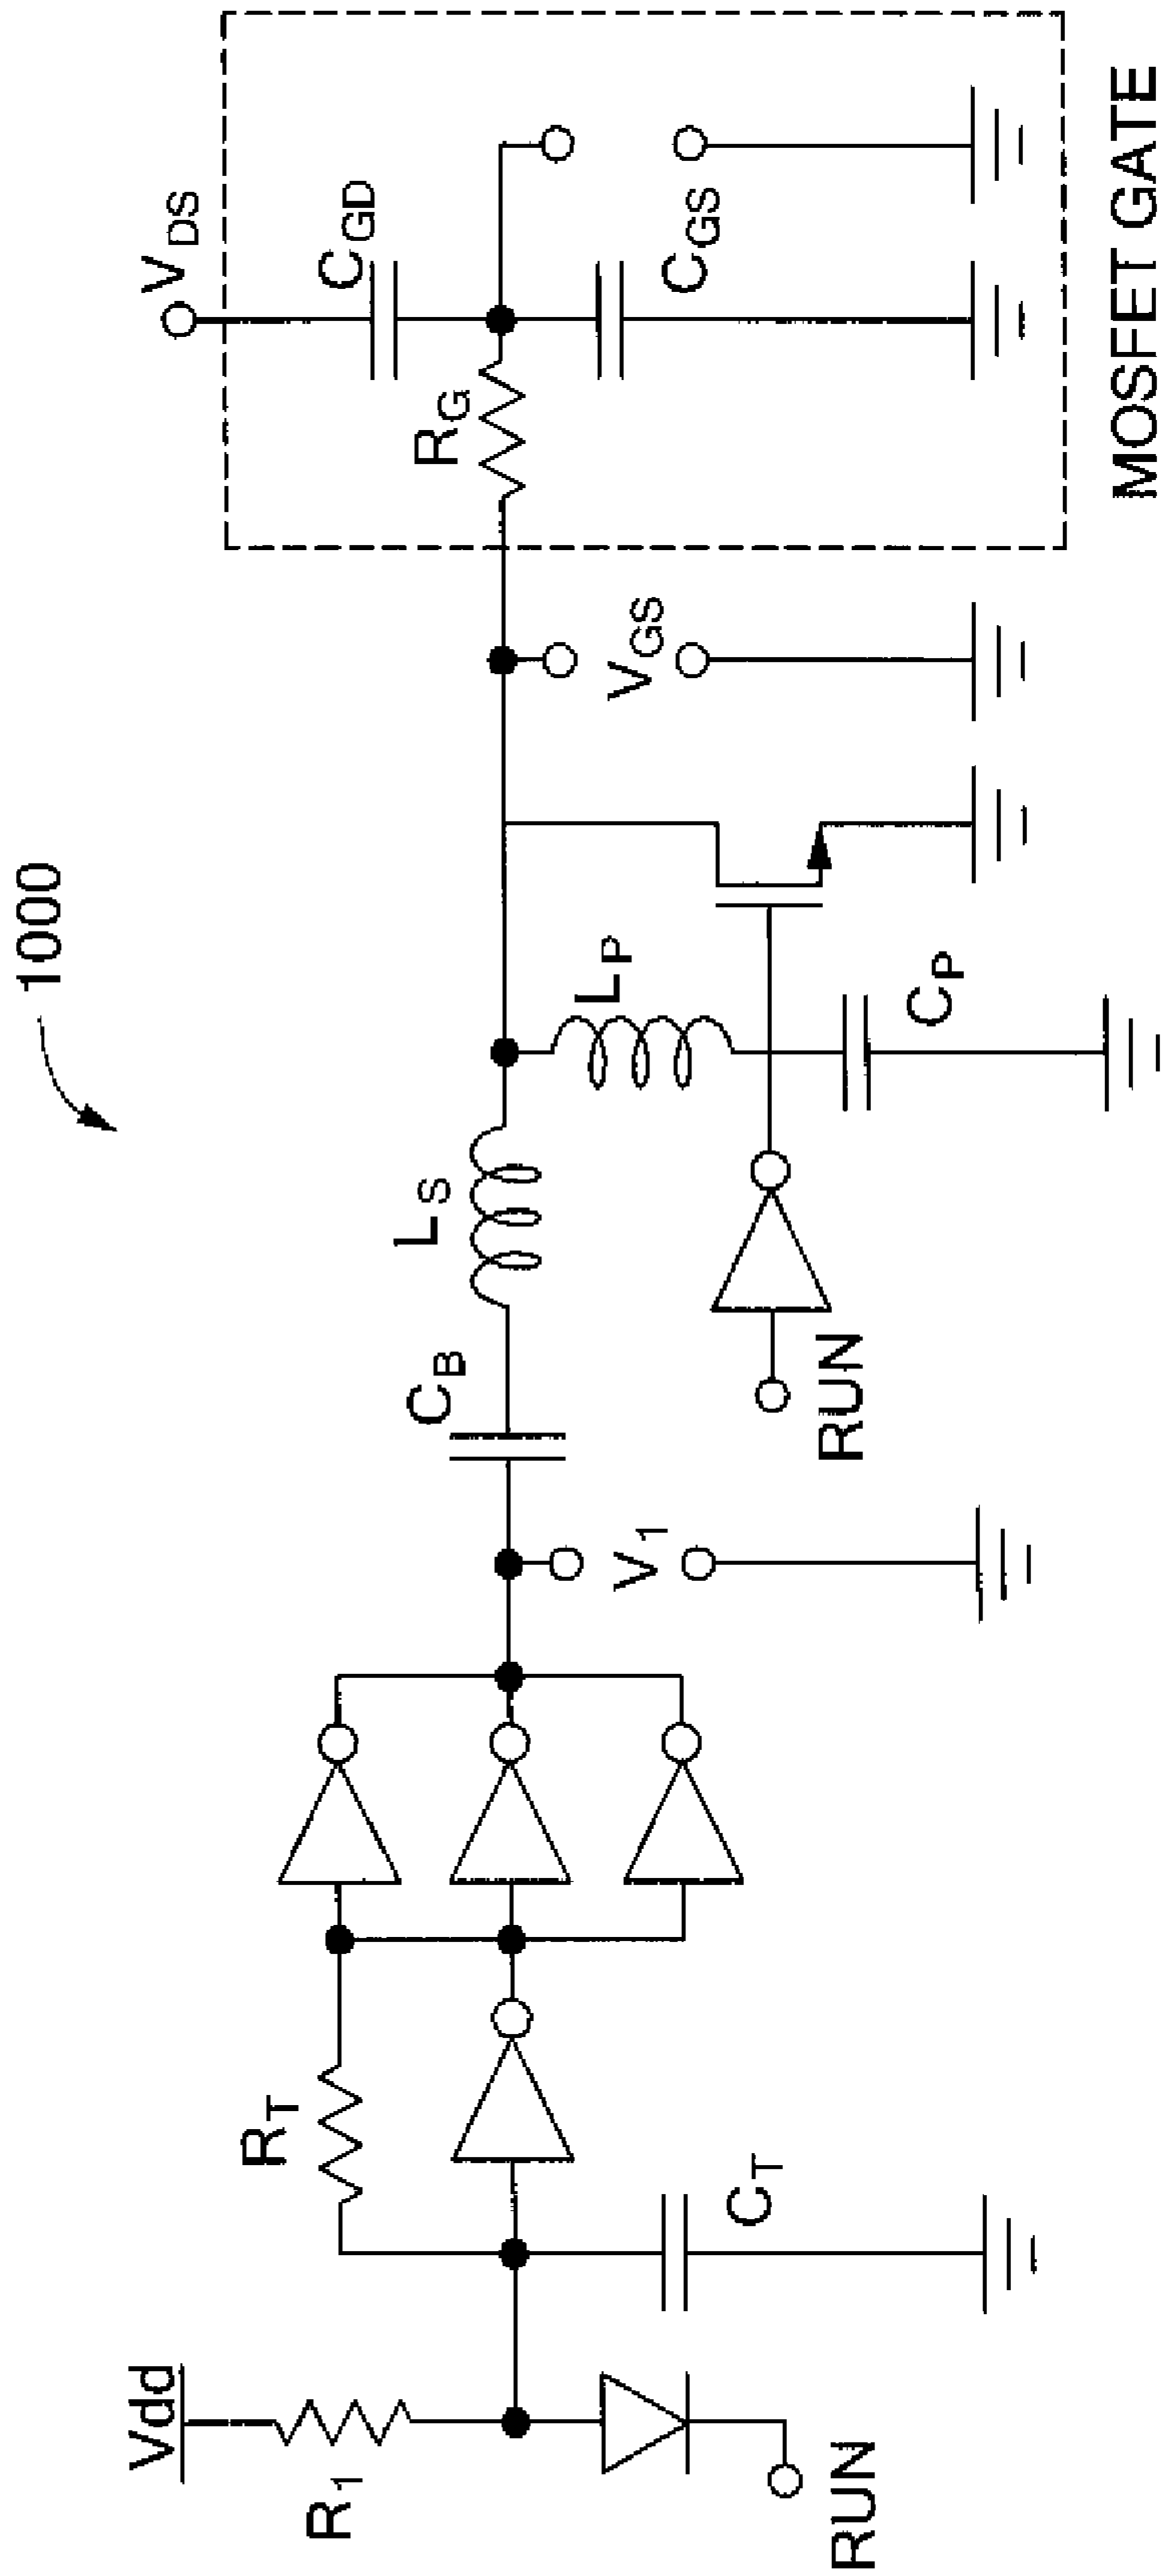 1000
Vdd
R1
RUN
RT
CT
V1
CB
LS
RUN
LP
CP
VGS
RG
VDS
CGD
CGS
MOSFET GATE